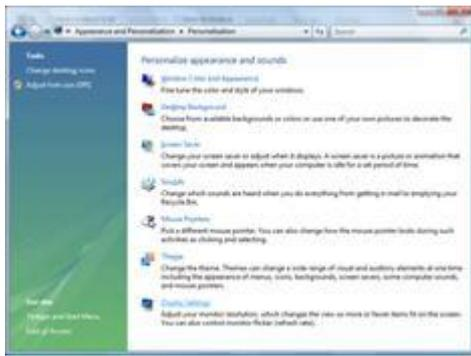 Appearance and Personalization ▸ Personalization
Search
Tasks
Change desktop icons
Adjust font size (DPI)
Personalize appearance and sounds
Window Color and Appearance
Fine tune the color and style of your windows.
Desktop Background
Choose from available backgrounds or colors or use one of your own pictures to decorate the
desktop.
Screen Saver
Change your screen saver or adjust when it displays. A screen saver is a picture or animation that
covers your screen and appears when your computer is idle for a set period of time.
Sounds
Change which sounds are heard when you do everything from getting e-mail to emptying your
Recycle Bin.
Mouse Pointers
Pick a different mouse pointer. You can also change how the mouse pointer looks during such
activities as clicking and selecting.
Theme
Change the theme. Themes can change a wide range of visual and auditory elements at one time
including the appearance of menus, icons, backgrounds, screen savers, some computer sounds,
and mouse pointers.
Display Settings
Adjust your monitor resolution, which changes the view so more or fewer items fit on the screen.
You can also control monitor flicker (refresh rate).
See also
Taskbar and Start Menu
Ease of Access